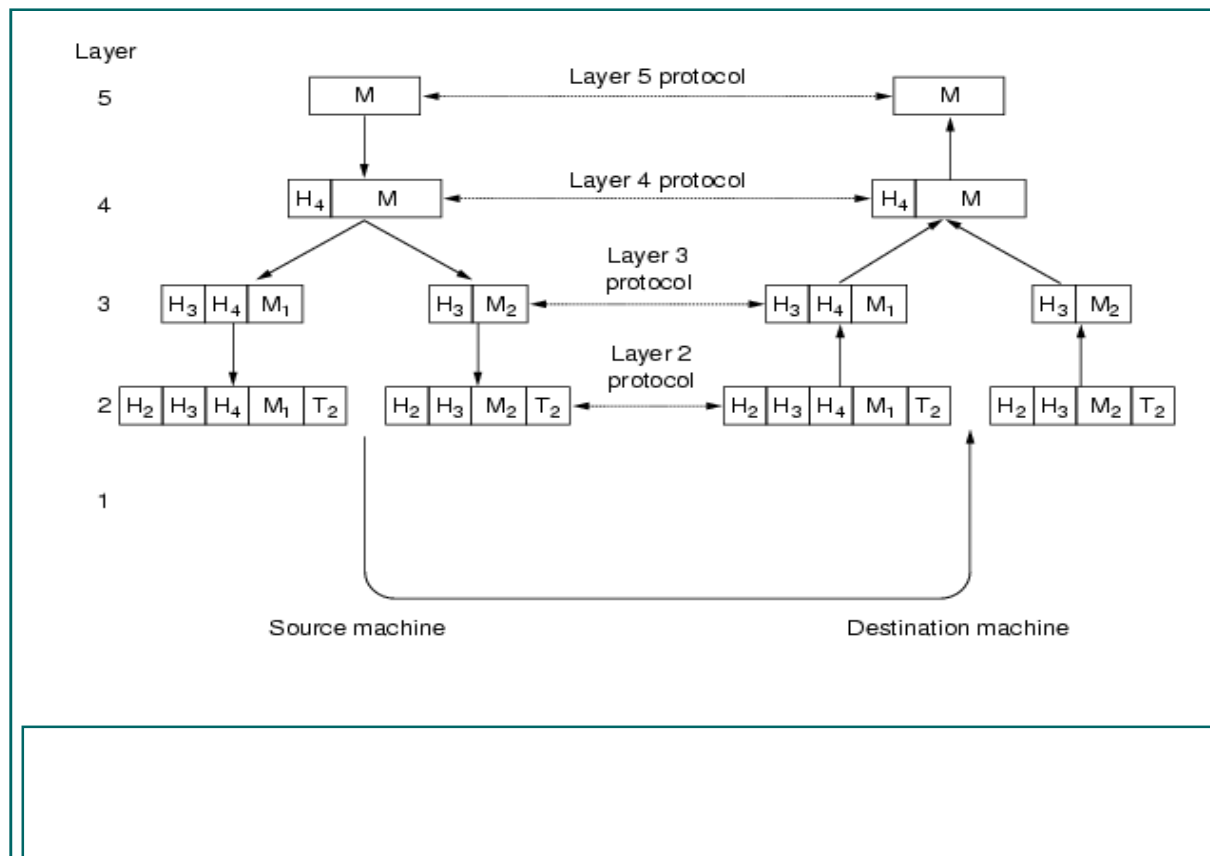 Layer
5 M Layer 5 protocol M
4 H₄ M Layer 4 protocol H₄ M
Layer 3
protocol
3 H₃ H₄ M₁ H₃ M₂ H₃ H₄ M₁ H₃ M₂
Layer 2
protocol
2 H₂ H₃ H₄ M₁ T₂ H₂ H₃ M₂ T₂ H₂ H₃ H₄ M₁ T₂ H₂ H₃ M₂ T₂
1
Source machine Destination machine